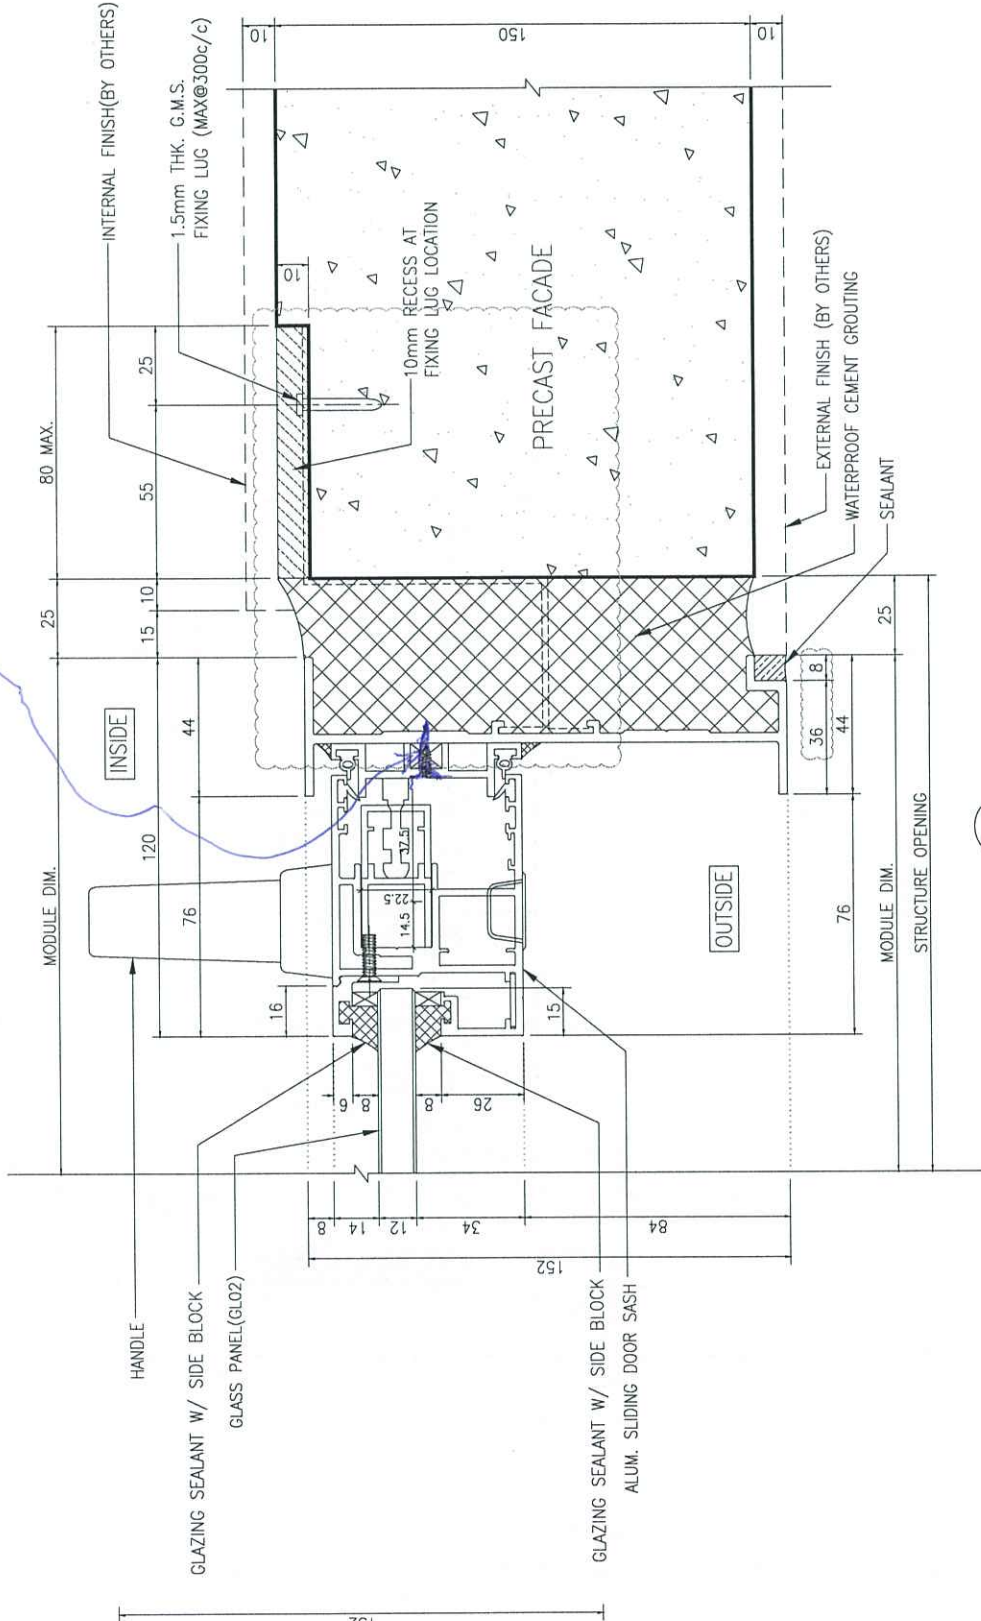 INTERNAL FINISH(BY OTHERS)
1.5mm THK. G.M.S.
FIXING LUG (MAX@300c/c)
10
150
10
10
10mm RECESS AT
FIXING LUG LOCATION
PRECAST FACADE
80 MAX.
25
55
EXTERNAL FINISH (BY OTHERS)
WATERPROOF CEMENT GROUTING
SEALANT
25
10
15
25
INSIDE
44
8
36
44
MODULE DIM.
120
76
37.5
22.5
14.5
OUTSIDE
76
MODULE DIM.
STRUCTURE OPENING
16
15
6
8
8
26
8
14
12
34
84
152
HANDLE
GLAZING SEALANT W/ SIDE BLOCK
GLASS PANEL(GL02)
GLAZING SEALANT W/ SIDE BLOCK
ALUM. SLIDING DOOR SASH